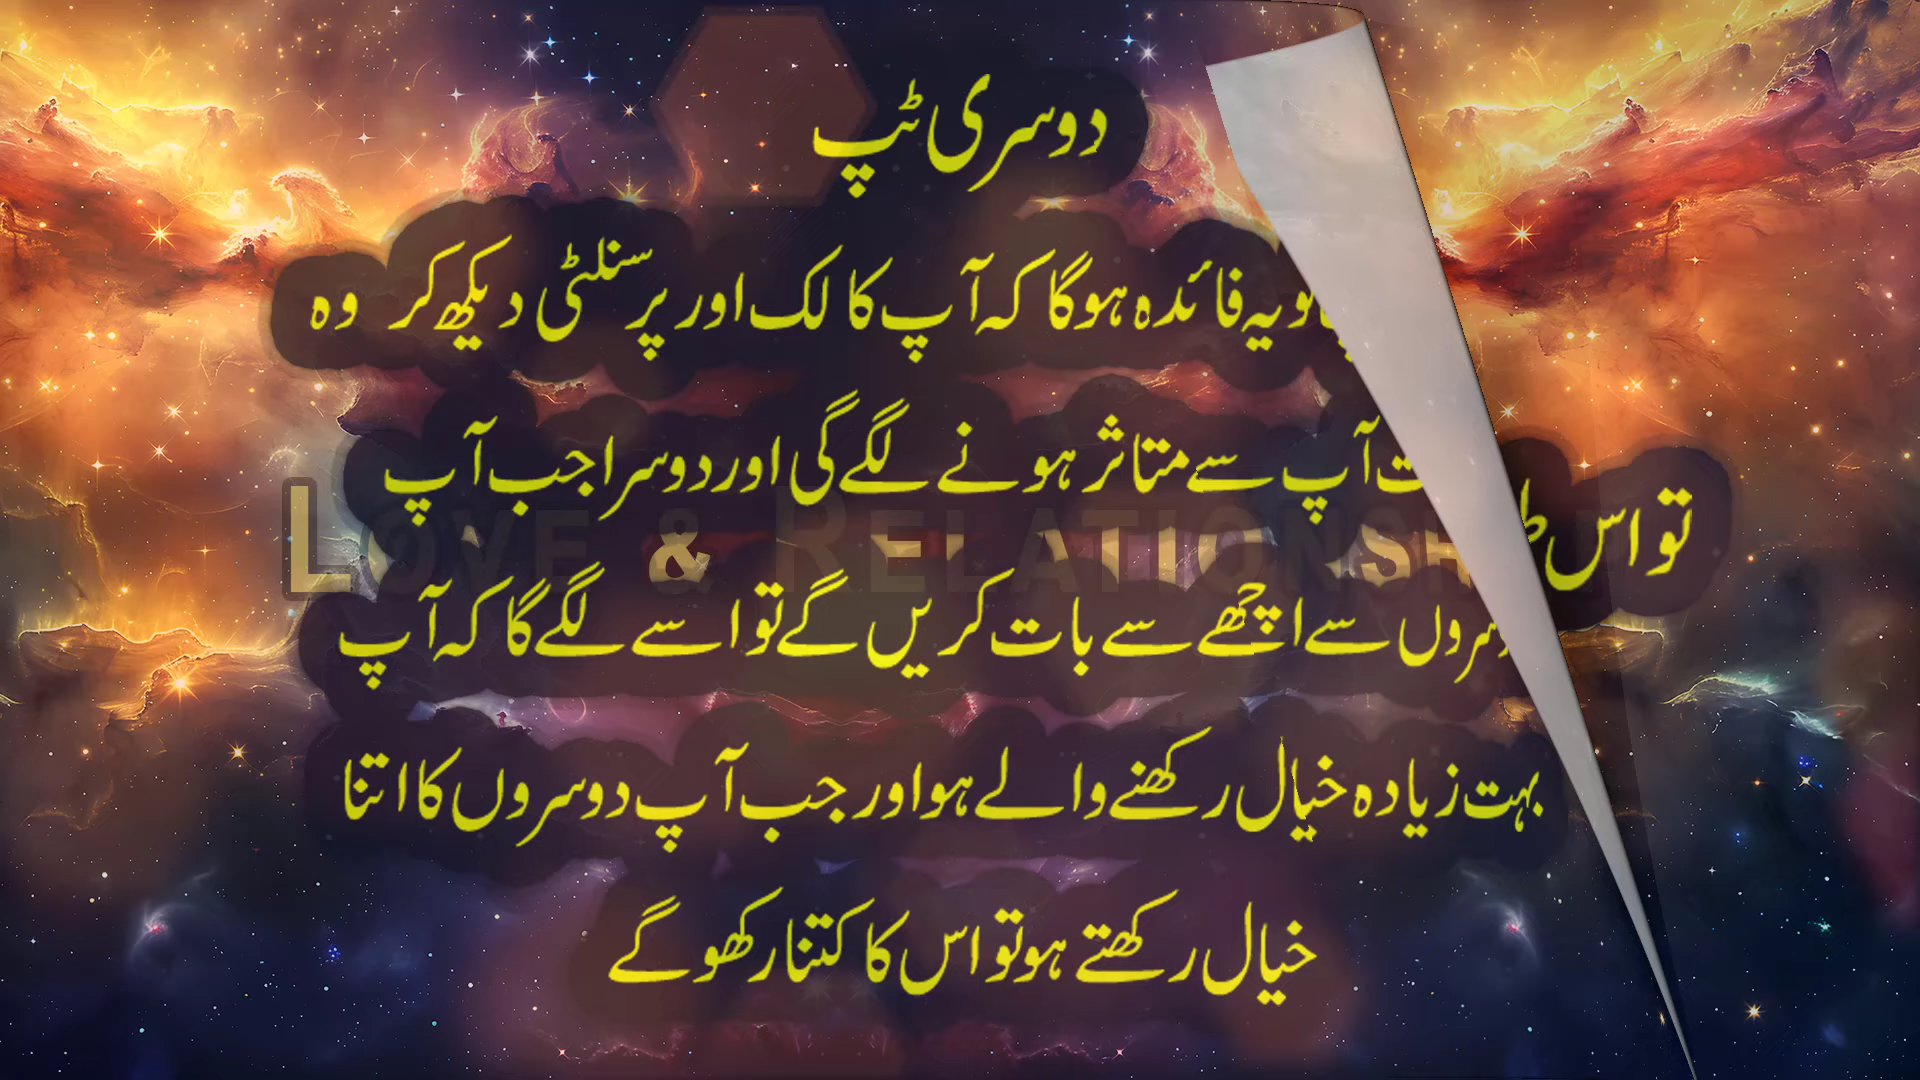 دوسری ٹپ
یہ فائدہ ہوگا کہ آپ کا لک اور پرسنلٹی دیکھ کر وہ
آپ سے متاثر ہونے لگے گی اور دوسرا جب آپ
تو اس
LOVE & RELATIONSH
سے اچھے سے بات کریں گے تو اسے لگے گا کہ آپ
بہت زیادہ خیال رکھنے والے ہو اور جب آپ دوسروں کا اتنا
خیال رکھتے ہو تو اس کا کتنا رکھو گے